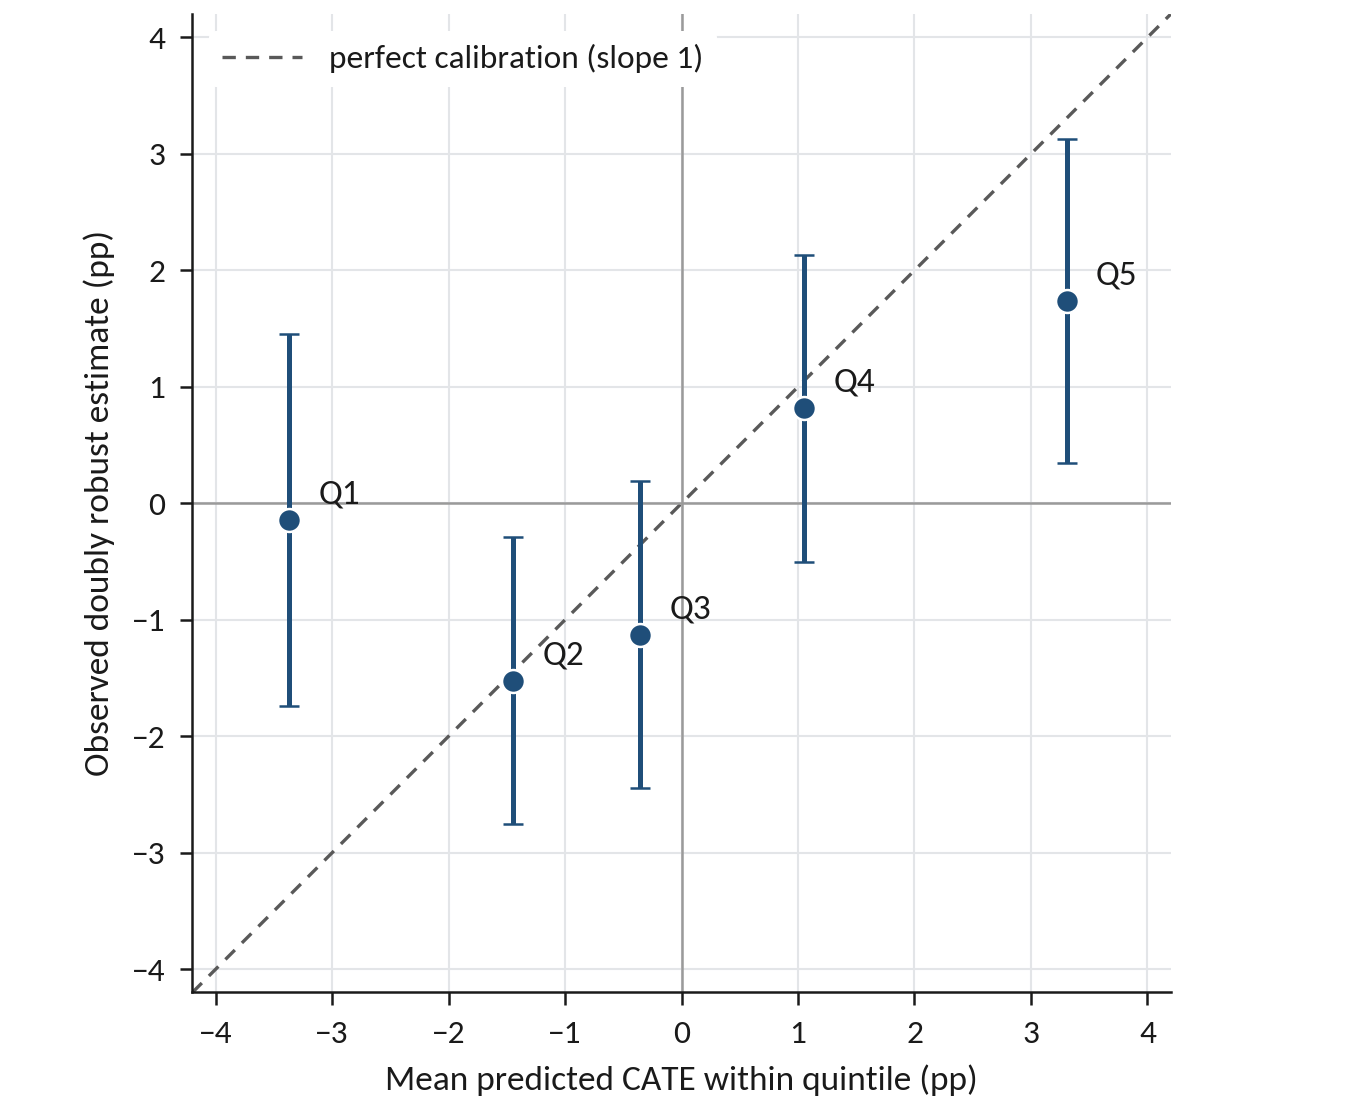 perfect calibration (slope 1)
4
3
2
1
0
−1
−2
−3
−4
Observed doubly robust estimate (pp)
Q1
Q2
Q3
Q4
Q5
−4 −3 −2 −1 0 1 2 3 4
Mean predicted CATE within quintile (pp)